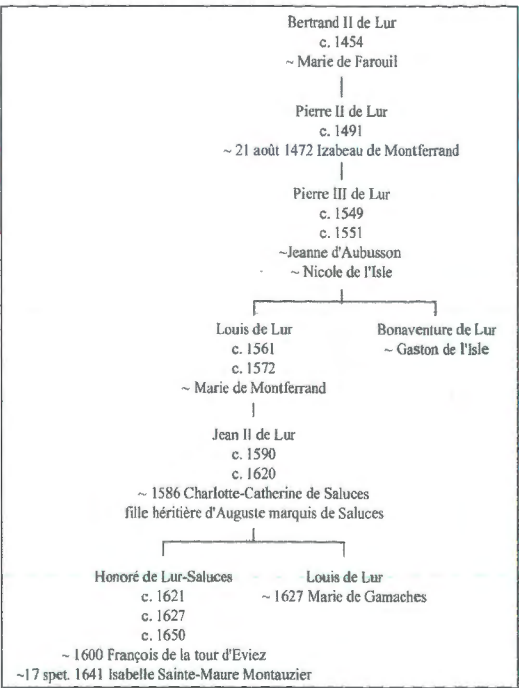 Bertrand II de Lur
c. 1454
~ Marie de Farouil
Pierre II de Lur
c. 1491
~ 21 août 1472 Izabeau de Montferrand
Pierre III de Lur
c. 1549
c. 1551
~Jeanne d'Aubusson
~ Nicole de l'Isle
Louis de Lur
c. 1561
c. 1572
~ Marie de Montferrand
Bonaventure de Lur
~ Gaston de l'Isle
Jean II de Lur
c. 1590
c. 1620
~ 1586 Charlotte-Catherine de Saluces
fille héritière d'Auguste marquis de Saluces
Honoré de Lur-Saluces
c. 1621
c. 1627
c. 1650
~ 1600 François de la tour d'Eviez
~17 spet. 1641 Isabelle Sainte-Maure Montauzier
Louis de Lur
~ 1627 Marie de Gamaches